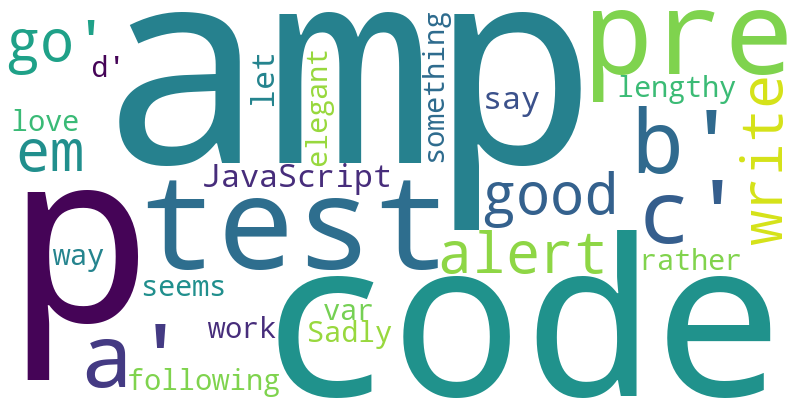 amp
pre
go'
d'
let
elegant
something
say
lengthy
love
em
JavaScript
b'
write
p
test
good
c'
way
seems
alert
rather
code
a'
work
var
Sadly
following